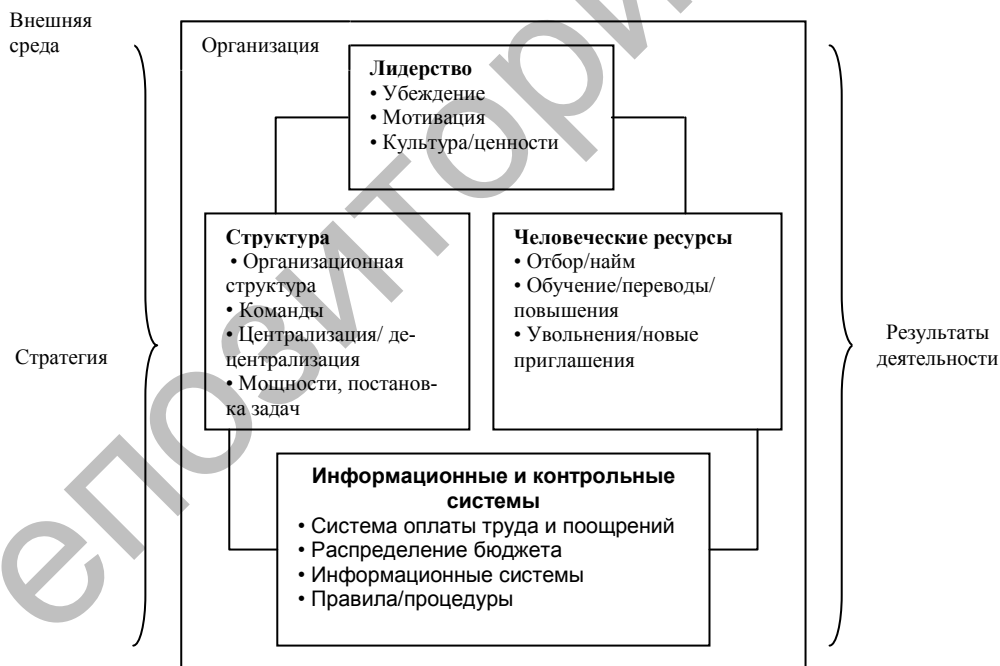 Внешняя
среда
Организация
Лидерство
• Убеждение
• Мотивация
• Культура/ценности
Структура
• Организационная
структура
• Команды
• Централизация/ де-
централизация
• Мощности, постанов-
ка задач
Человеческие ресурсы
• Отбор/найм
• Обучение/переводы/
повышения
• Увольнения/новые
приглашения
Стратегия
Результаты
деятельности
Информационные и контрольные
системы
• Система оплаты труда и поощрений
• Распределение бюджета
• Информационные системы
• Правила/процедуры
епозитори